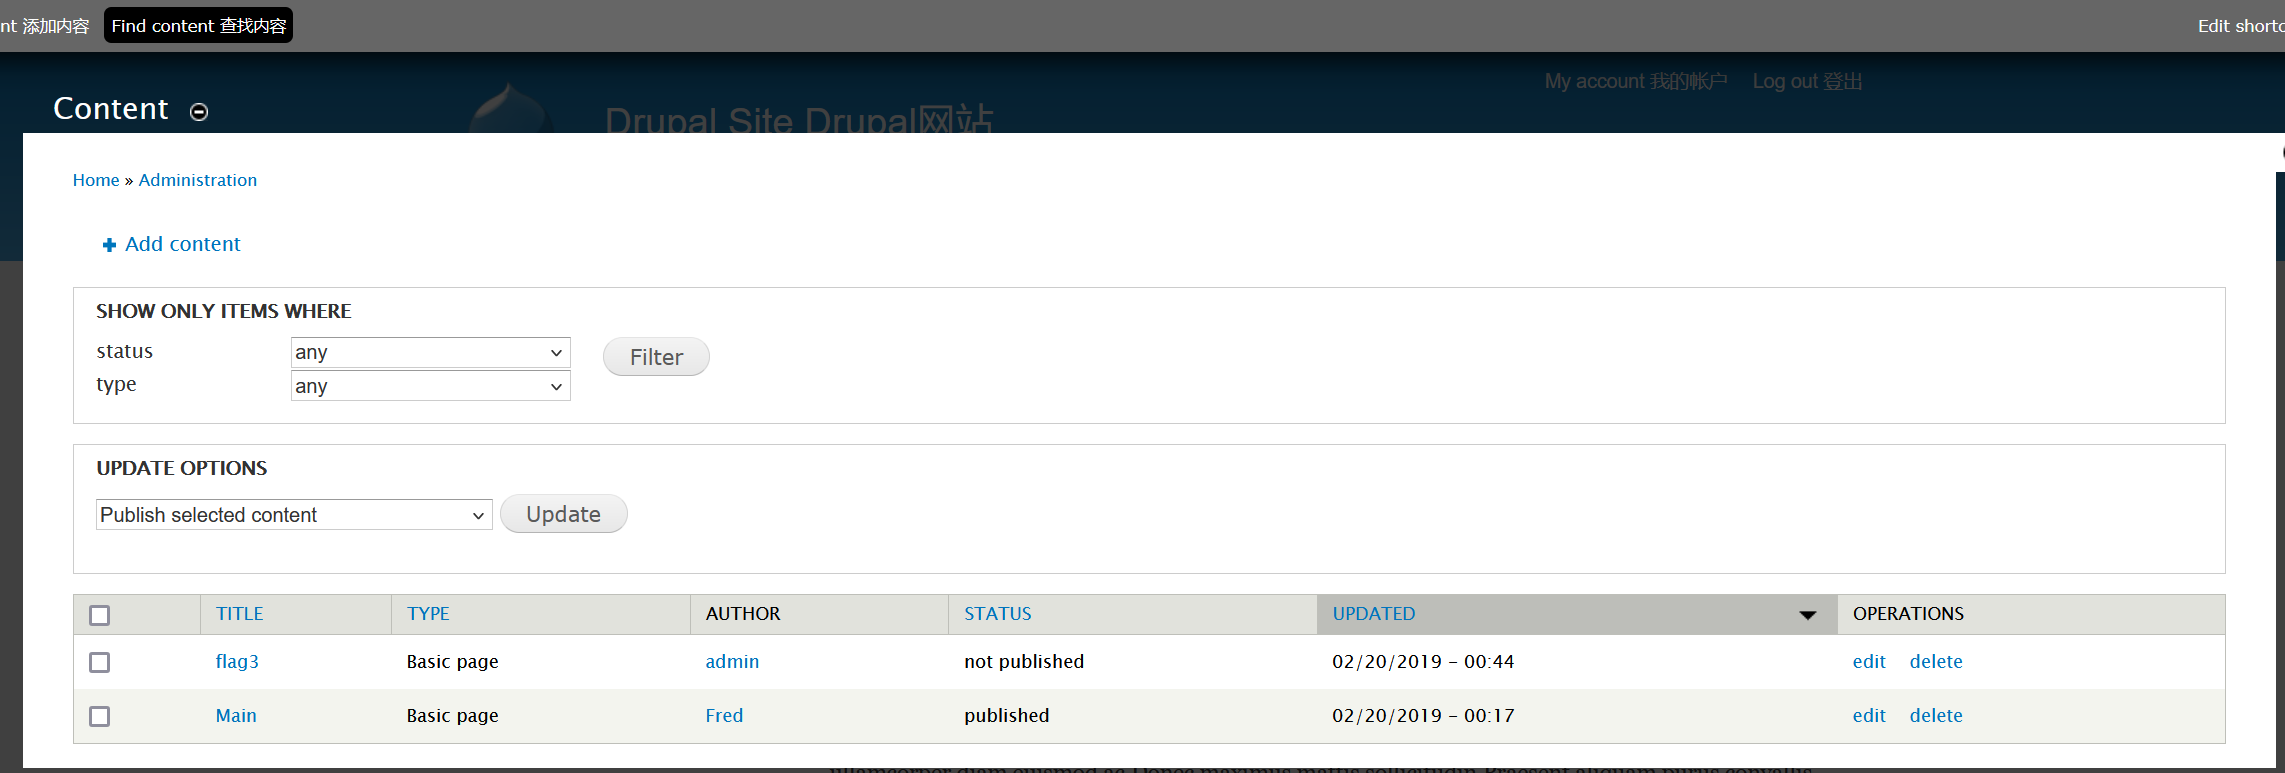 nt 添加内容 Find content 查找内容 Edit shortc
My account 我的帐户 Log out 登出
Content
Drupal Site Drupal网站
Home » Administration
Add content
SHOW ONLY ITEMS WHERE
status any Filter
type any
UPDATE OPTIONS
Publish selected content Update
TITLE TYPE AUTHOR STATUS UPDATED OPERATIONS
flag3 Basic page admin not published 02/20/2019 - 00:44 edit delete
Main Basic page Fred published 02/20/2019 - 00:17 edit delete